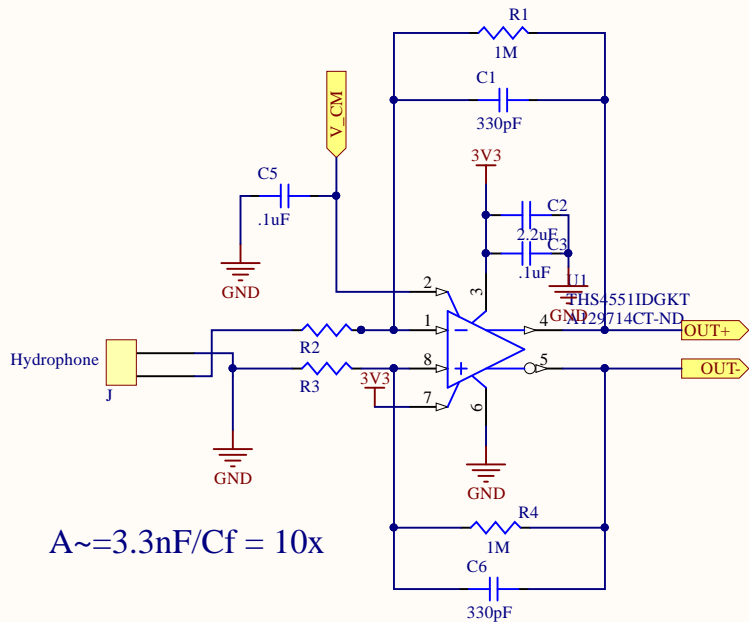 R1
1M
C1
330pF
V_CM
C5
.1uF
GND
3V3
C2
2.2uF
C3
.1uF
GND
U1
THS4551IDGKT
A129714CT-ND
2
3
1
4
8
5
7
6
OUT+
OUT-
R2
R3
3V3
Hydrophone
J
GND
GND
R4
1M
C6
330pF
A~=3.3nF/Cf = 10x